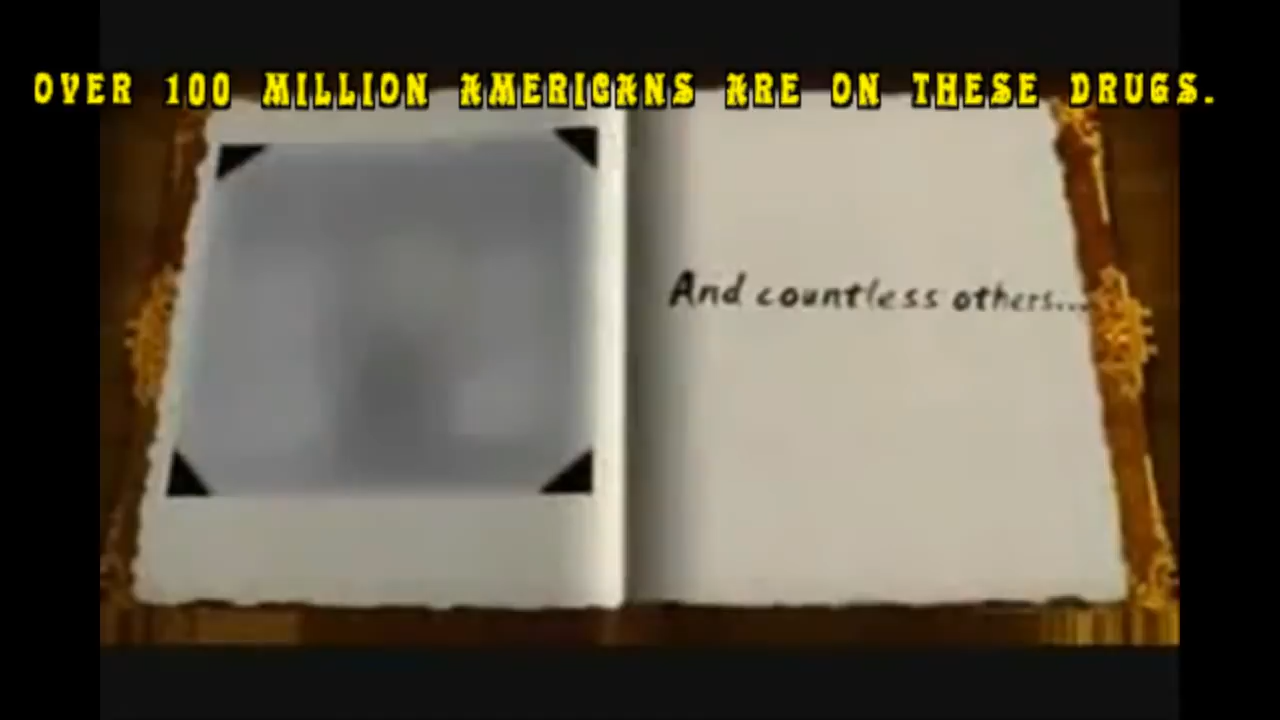 OVER 100 MILLION AMERICANS ARE ON THESE DRUGS.
And countless others...